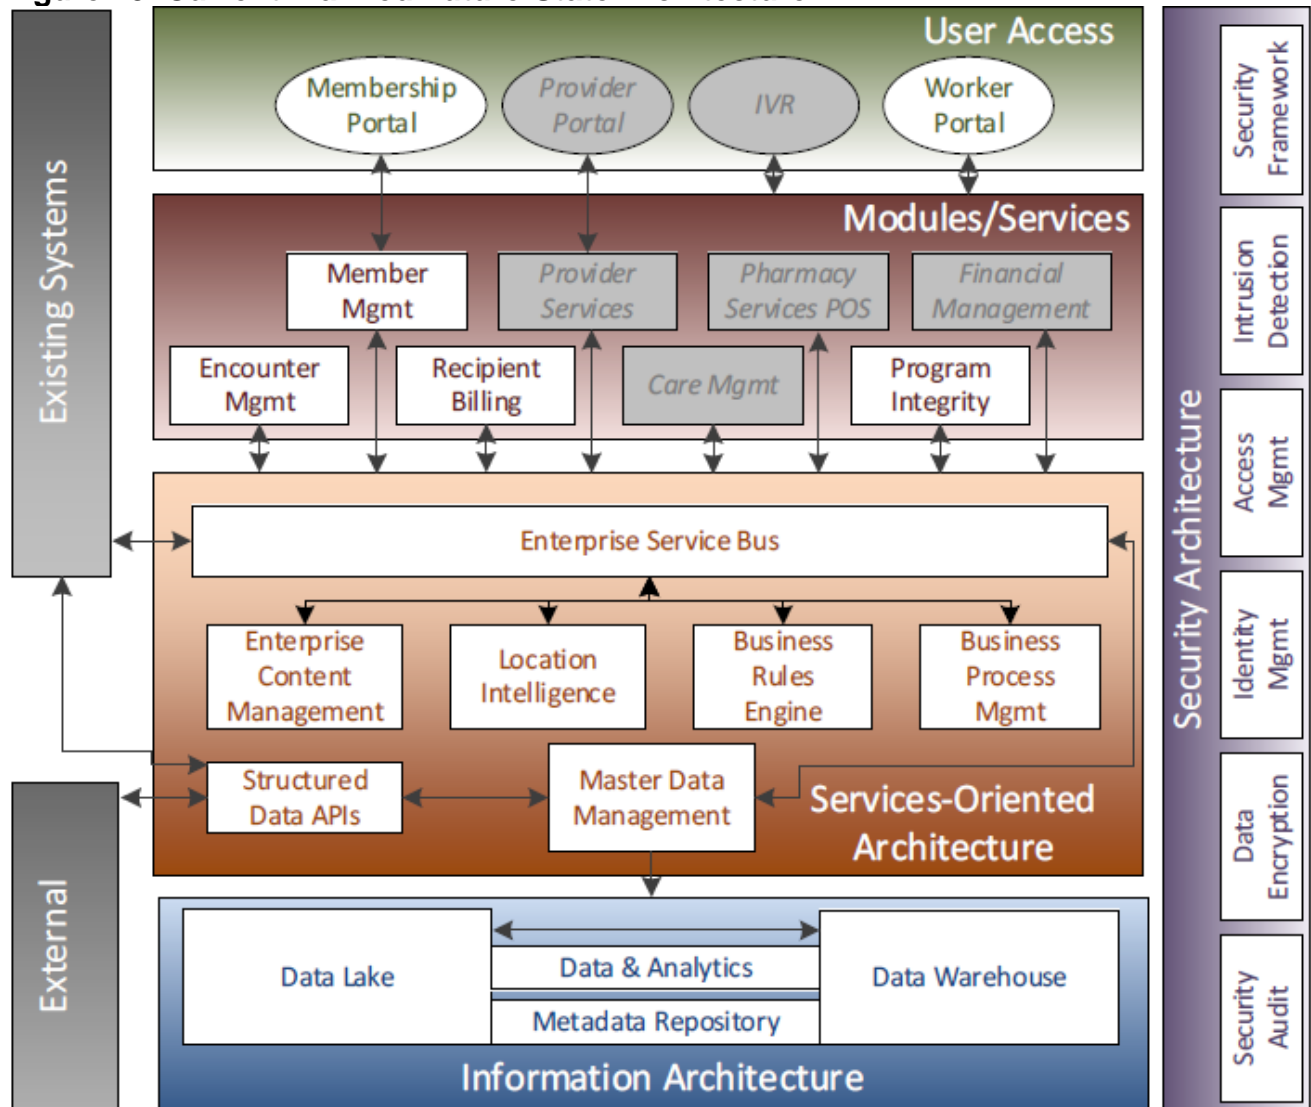 User Access
Membership
Portal
Provider
Portal
IVR
Worker
Portal
Modules/Services
Member
Mgmt
Provider
Services
Pharmacy
Services POS
Financial
Management
Encounter
Mgmt
Recipient
Billing
Care Mgmt
Program
Integrity
Existing Systems
Enterprise Service Bus
Enterprise
Content
Management
Location
Intelligence
Business
Rules
Engine
Business
Process
Mgmt
Structured
Data APIs
Master Data
Management
Services-Oriented
Architecture
External
Data Lake
Data & Analytics
Metadata Repository
Data Warehouse
Information Architecture
Security Architecture
Security
Framework
Intrusion
Detection
Access
Mgmt
Identity
Mgmt
Data
Encryption
Security
Audit